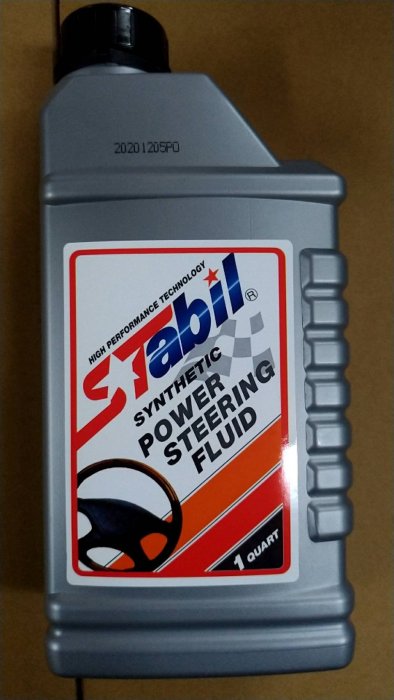 20201205PO
HIGH PERFORMANCE TECHNOLOGY
STabil®
SYNTHETIC
POWER
STEERING
FLUID
1 QUART